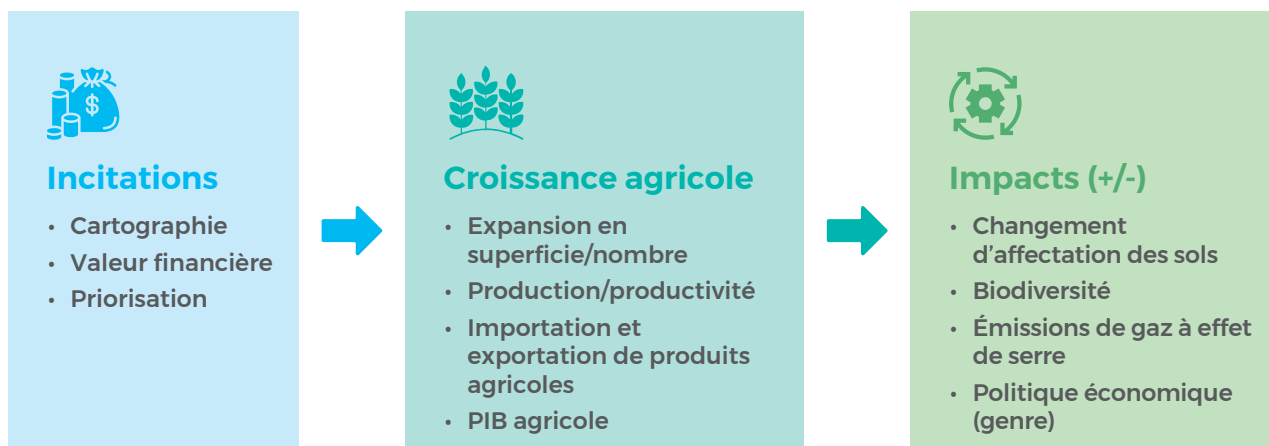 $
Incitations
• Cartographie
• Valeur financière
• Priorisation
Croissance agricole
• Expansion en
superficie/nombre
• Production/productivité
• Importation et
exportation de produits
agricoles
• PIB agricole
Impacts (+/-)
• Changement
d’affectation des sols
• Biodiversité
• Émissions de gaz à effet
de serre
• Politique économique
(genre)